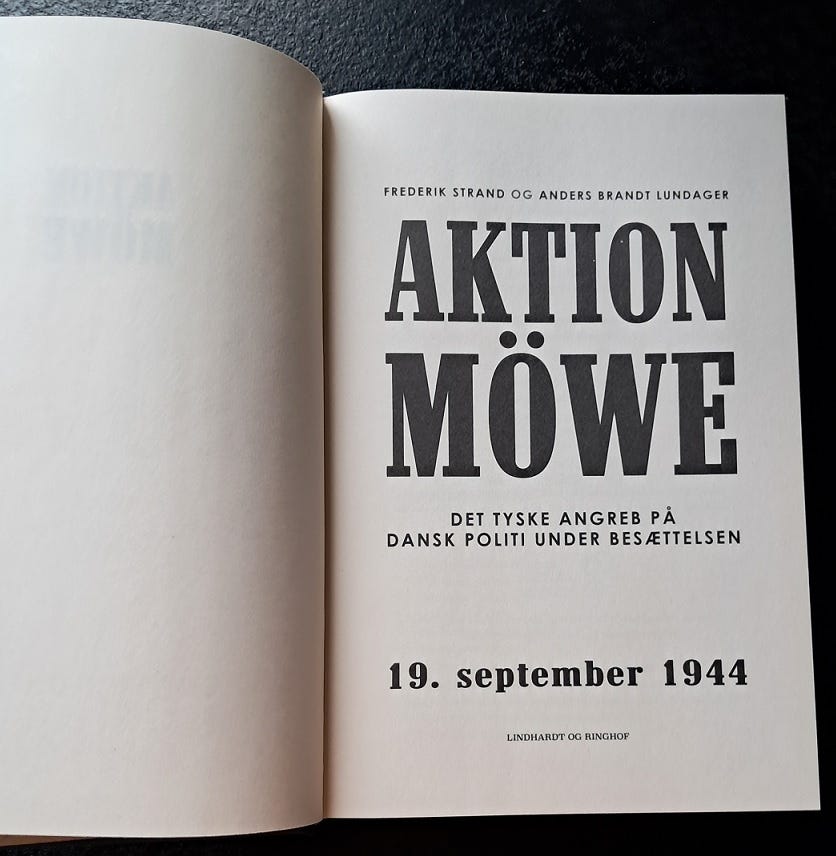 FREDERIK STRAND OG ANDERS BRANDT LUNDAGER
AKTION
MÖWE
DET TYSKE ANGREB PÅ
DANSK POLITI UNDER BESÆTTELSEN
19. september 1944
LINDHARDT OG RINGHOF